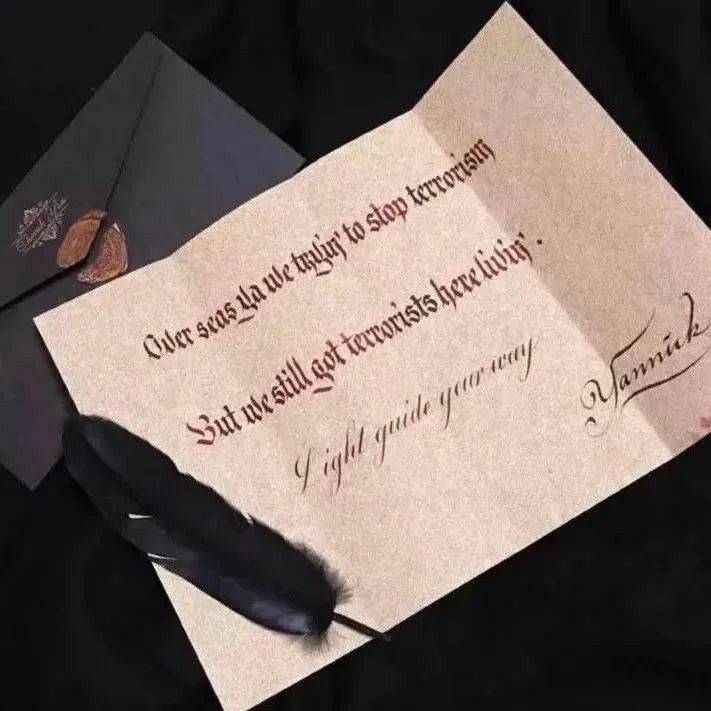 Over seas ya we tryin' to stop terrorism
But we still got terrorists here livin'.
Light guide your way
Yannick